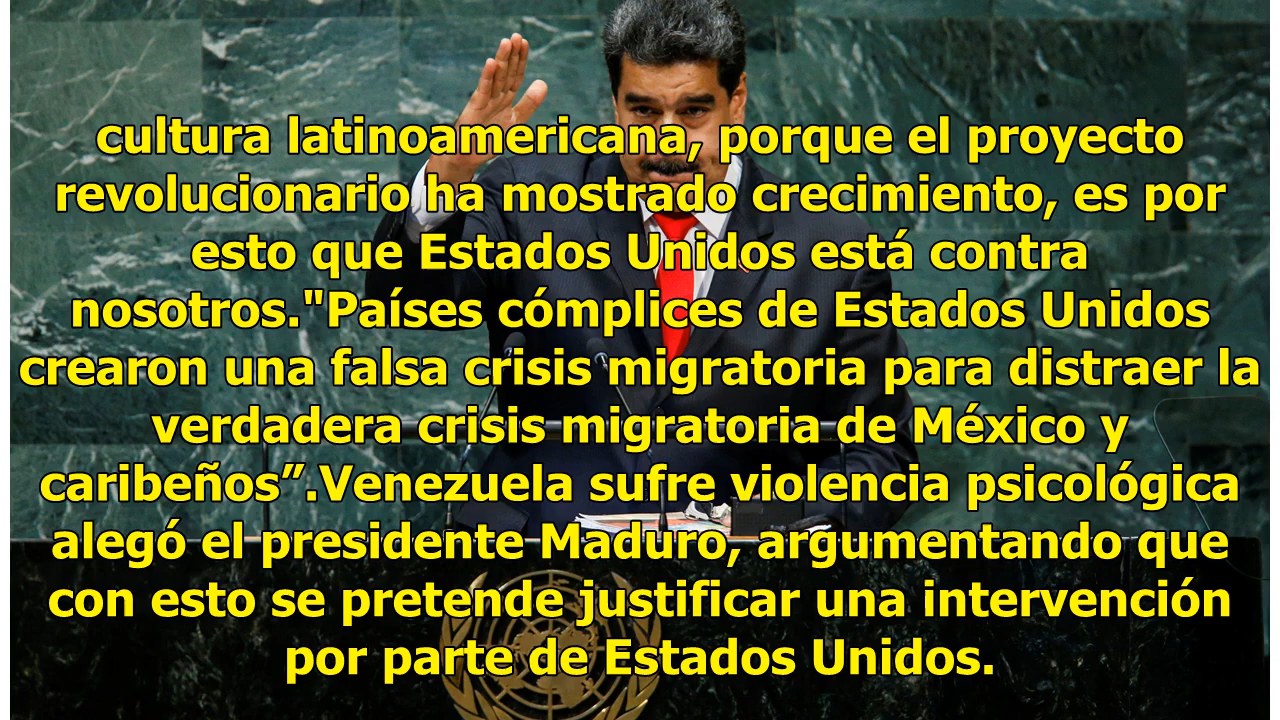 cultura latinoamericana, porque el proyecto
revolucionario ha mostrado crecimiento, es por
esto que Estados Unidos está contra
nosotros."Países cómplices de Estados Unidos
crearon una falsa crisis migratoria para distraer la
verdadera crisis migratoria de México y
caribeños”.Venezuela sufre violencia psicológica
alegó el presidente Maduro, argumentando que
con esto se pretende justificar una intervención
por parte de Estados Unidos.